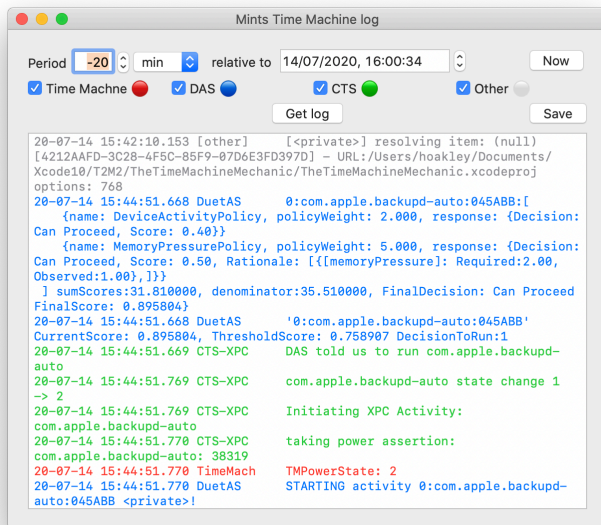 Mints Time Machine log
Period -20 min relative to 14/07/2020, 16:00:34 Now
Time Machne DAS CTS Other
Get log Save
20-07-14 15:42:10.153 [other] [<private>] resolving item: (null)
[4212AAFD-3C28-4F5C-85F9-07D6E3FD397D] - URL:/Users/hoakley/Documents/
Xcode10/T2M2/TheTimeMachineMechanic/TheTimeMachineMechanic.xcodeproj
options: 768
20-07-14 15:44:51.668 DuetAS 0:com.apple.backupd-auto:045ABB:[
{name: DeviceActivityPolicy, policyWeight: 2.000, response: {Decision:
Can Proceed, Score: 0.40}}
{name: MemoryPressurePolicy, policyWeight: 5.000, response: {Decision:
Can Proceed, Score: 0.50, Rationale: [{[memoryPressure]: Required:2.00,
Observed:1.00},]}}
] sumScores:31.810000, denominator:35.510000, FinalDecision: Can Proceed
FinalScore: 0.895804}
20-07-14 15:44:51.668 DuetAS '0:com.apple.backupd-auto:045ABB'
CurrentScore: 0.895804, ThresholdScore: 0.758907 DecisionToRun:1
20-07-14 15:44:51.669 CTS-XPC DAS told us to run com.apple.backupd-
auto
20-07-14 15:44:51.769 CTS-XPC com.apple.backupd-auto state change 1
-> 2
20-07-14 15:44:51.769 CTS-XPC Initiating XPC Activity:
com.apple.backupd-auto
20-07-14 15:44:51.770 CTS-XPC taking power assertion:
com.apple.backupd-auto: 38319
20-07-14 15:44:51.770 TimeMach TMPowerState: 2
20-07-14 15:44:51.770 DuetAS STARTING activity 0:com.apple.backupd-
auto:045ABB <private>!